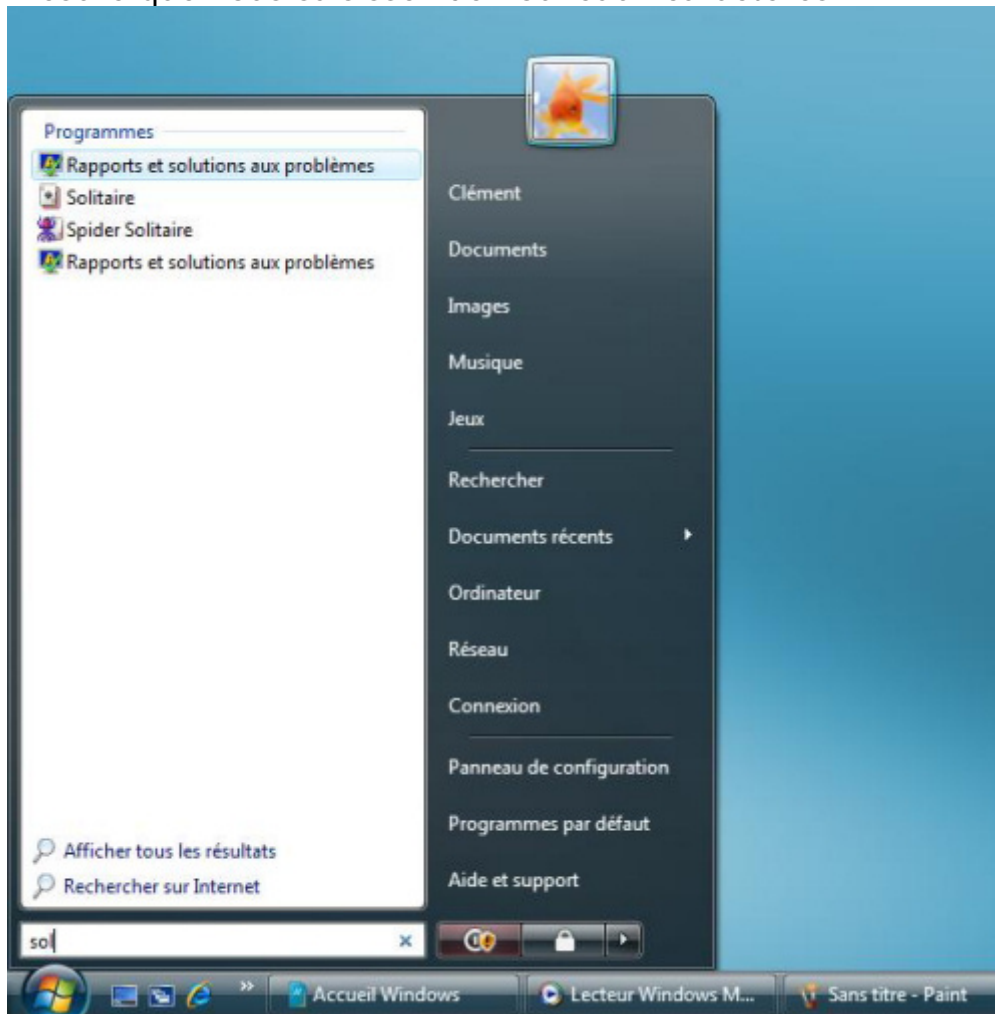 Programmes
Rapports et solutions aux problèmes
Solitaire
Spider Solitaire
Rapports et solutions aux problèmes
Afficher tous les résultats
Rechercher sur Internet
sol
Clément
Documents
Images
Musique
Jeux
Rechercher
Documents récents
Ordinateur
Réseau
Connexion
Panneau de configuration
Programmes par défaut
Aide et support
Accueil Windows
Lecteur Windows M...
Sans titre - Paint